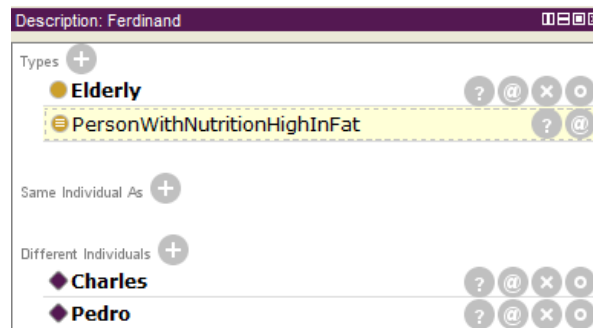 Description: Ferdinand
Types
Elderly
PersonWithNutritionHighInFat
Same Individual As
Different Individuals
Charles
Pedro